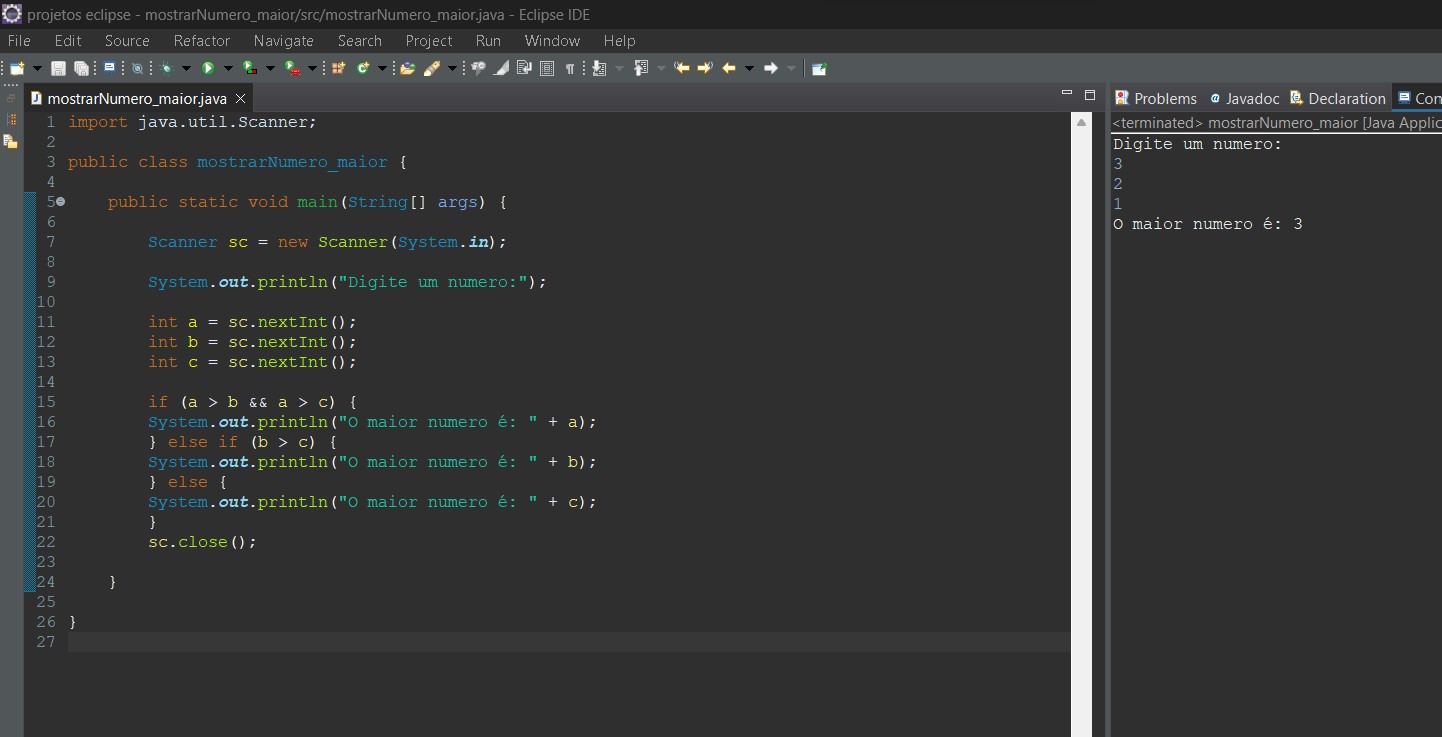 projetos eclipse - mostrarNumero_maior/src/mostrarNumero_maior.java - Eclipse IDE
File Edit Source Refactor Navigate Search Project Run Window Help
mostrarNumero_maior.java
1 import java.util.Scanner;
2
3 public class mostrarNumero_maior {
4
5 public static void main(String[] args) {
6
7 Scanner sc = new Scanner(System.in);
8
9 System.out.println("Digite um numero:");
10
11 int a = sc.nextInt();
12 int b = sc.nextInt();
13 int c = sc.nextInt();
14
15 if (a > b && a > c) {
16 System.out.println("O maior numero é: " + a);
17 } else if (b > c) {
18 System.out.println("O maior numero é: " + b);
19 } else {
20 System.out.println("O maior numero é: " + c);
21 }
22 sc.close();
23
24 }
25
26 }
27
Problems Javadoc Declaration Con
<terminated> mostrarNumero_maior [Java Applic
Digite um numero:
3
2
1
O maior numero é: 3